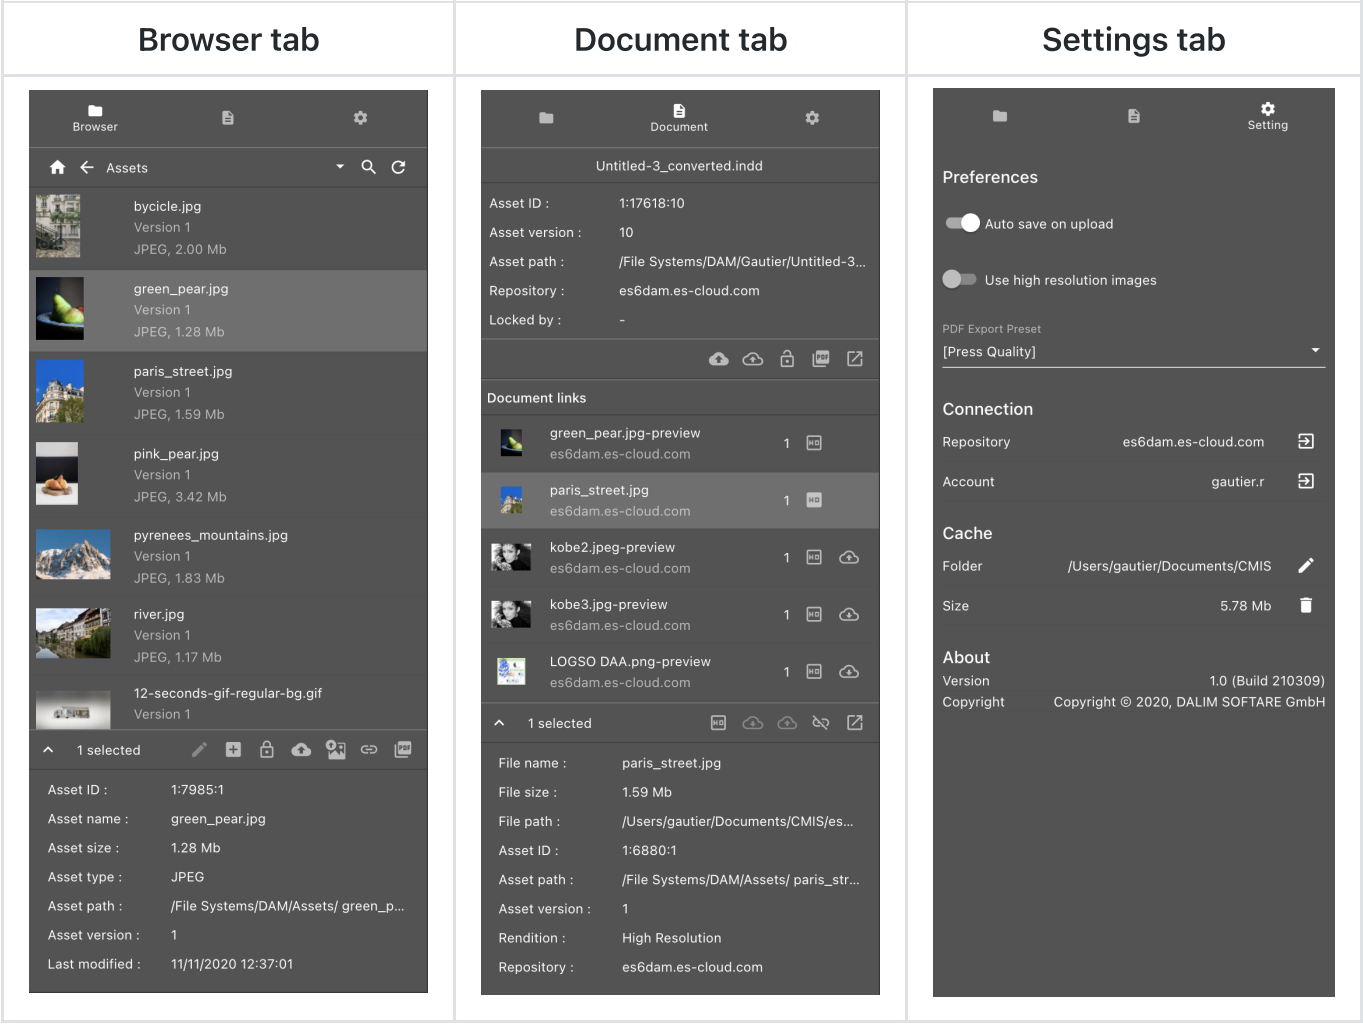 Browser tab
Document tab
Settings tab
Browser
Assets
bycicle.jpg
Version 1
JPEG, 2.00 Mb
green_pear.jpg
Version 1
JPEG, 1.28 Mb
paris_street.jpg
Version 1
JPEG, 1.59 Mb
pink_pear.jpg
Version 1
JPEG, 3.42 Mb
pyrenees_mountains.jpg
Version 1
JPEG, 1.83 Mb
river.jpg
Version 1
JPEG, 1.17 Mb
12-seconds-gif-regular-bg.gif
Version 1
1 selected
PDF
Asset ID : 1:7985:1
Asset name : green_pear.jpg
Asset size : 1.28 Mb
Asset type : JPEG
Asset path : /File Systems/DAM/Assets/ green_p...
Asset version : 1
Last modified : 11/11/2020 12:37:01
Document
Untitled-3_converted.indd
Asset ID : 1:17618:10
Asset version : 10
Asset path : /File Systems/DAM/Gautier/Untitled-3...
Repository : es6dam.es-cloud.com
Locked by : -
PDF
Document links
green_pear.jpg-preview
es6dam.es-cloud.com
1 HD
paris_street.jpg
es6dam.es-cloud.com
1 HD
kobe2.jpeg-preview
es6dam.es-cloud.com
1 HD
kobe3.jpg-preview
es6dam.es-cloud.com
1 HD
LOGSO DAA.png-preview
es6dam.es-cloud.com
1 HD
1 selected
HD
File name : paris_street.jpg
File size : 1.59 Mb
File path : /Users/gautier/Documents/CMIS/es...
Asset ID : 1:6880:1
Asset path : /File Systems/DAM/Assets/ paris_str...
Asset version : 1
Rendition : High Resolution
Repository : es6dam.es-cloud.com
Setting
Preferences
Auto save on upload
Use high resolution images
PDF Export Preset
[Press Quality]
Connection
Repository es6dam.es-cloud.com
Account gautier.r
Cache
Folder /Users/gautier/Documents/CMIS
Size 5.78 Mb
About
Version 1.0 (Build 210309)
Copyright Copyright © 2020, DALIM SOFTARE GmbH